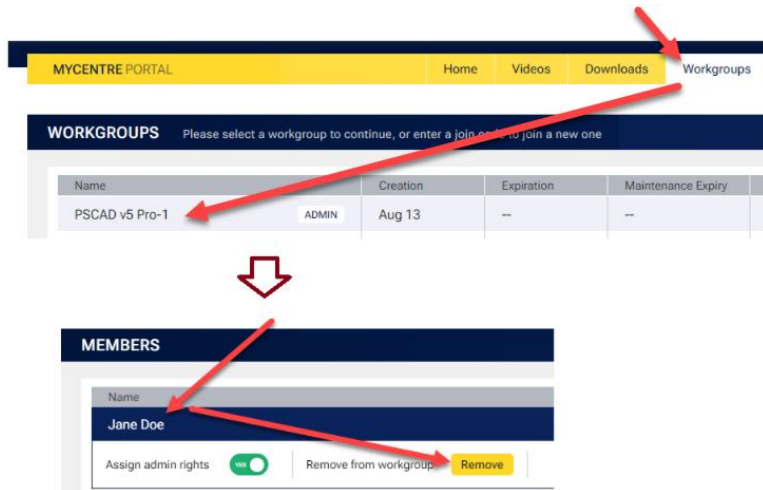 MYCENTRE PORTAL Home Videos Downloads Workgroups
WORKGROUPS Please select a workgroup to continue, or enter a join code to join a new one
Name Creation Expiration Maintenance Expiry
PSCAD v5 Pro-1 ADMIN Aug 13 -- --
MEMBERS
Name
Jane Doe
Assign admin rights YES Remove from workgroup Remove